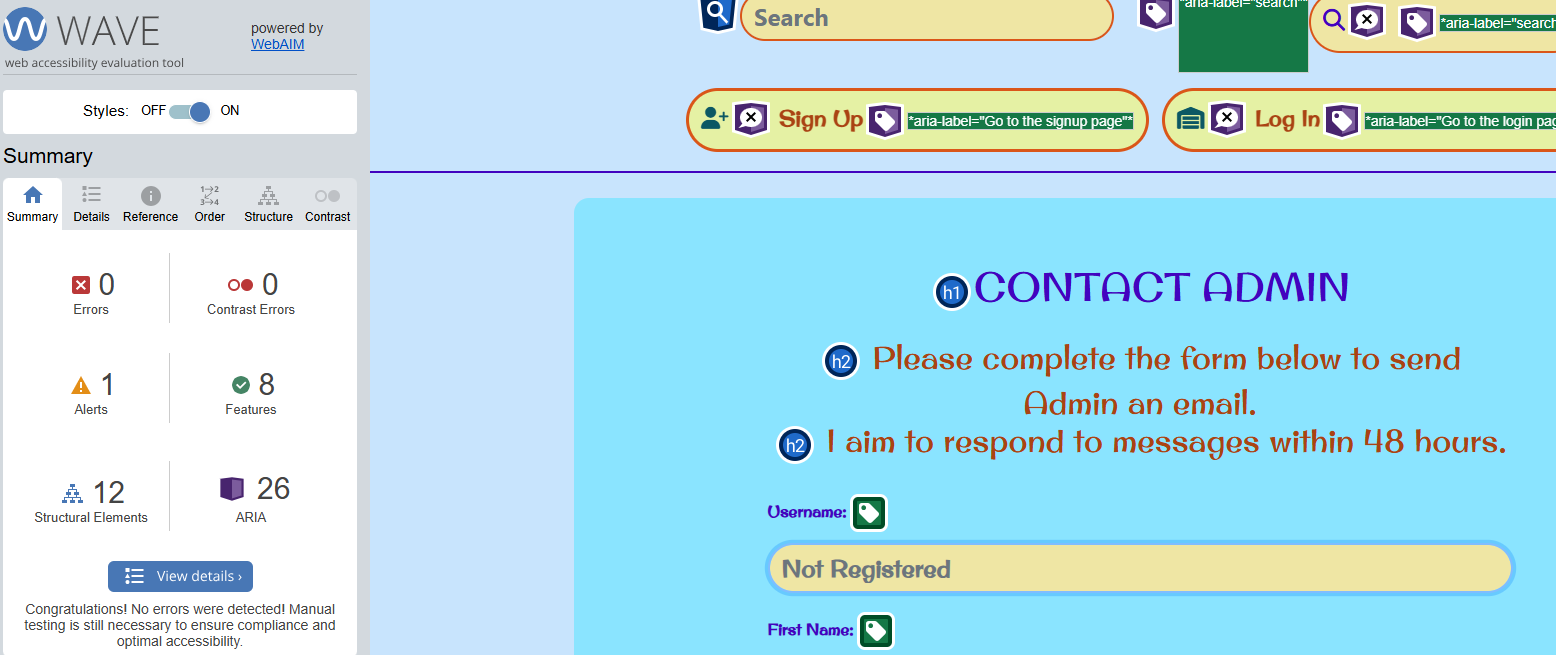 WAVE
powered by
WebAIM
web accessibility evaluation tool
Styles: OFF ON
Summary
Summary Details Reference Order Structure Contrast
0 Errors
0 Contrast Errors
1 Alerts
8 Features
12 Structural Elements
26 ARIA
View details ›
Congratulations! No errors were detected! Manual
testing is still necessary to ensure compliance and
optimal accessibility.
Search
*aria-label="search"*
*aria-label="search
Sign Up *aria-label="Go to the signup page"*
Log In *aria-label="Go to the login pag
h1 CONTACT ADMIN
h2 Please complete the form below to send
Admin an email.
h2 I aim to respond to messages within 48 hours.
Username:
Not Registered
First Name: